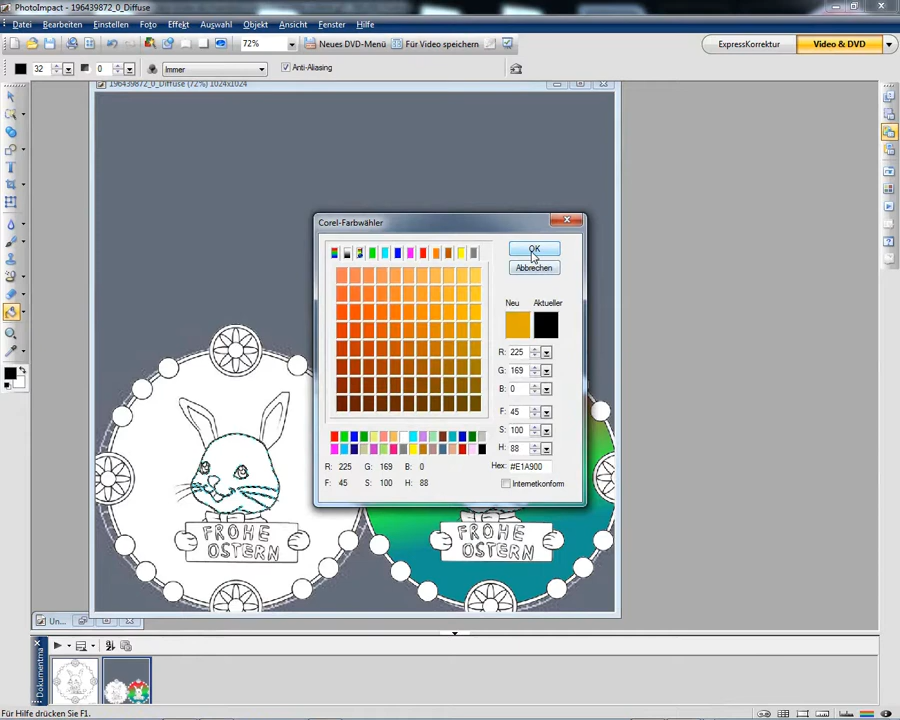 PhotoImpact - 196439872_0_Diffuse
Datei Bearbeiten Einstellen Foto Effekt Auswahl Objekt Ansicht Fenster Hilfe
72% Neues DVD-Menü Für Video speichern ExpressKorrektur Video & DVD
32 0 Immer Anti-Aliasing
196439872_0_Diffuse (72%) 1024x1024
Corel-Farbwähler
OK
Abbrechen
Neu Aktueller
R: 225
G: 169
B: 0
F: 45
S: 100
H: 88
R: 225 G: 169 B: 0 Hex: #E1A900
F: 45 S: 100 H: 88 Internetkonform
FROHE
OSTERN
FROHE
OSTERN
Un...
Dokumentma
Für Hilfe drücken Sie F1.